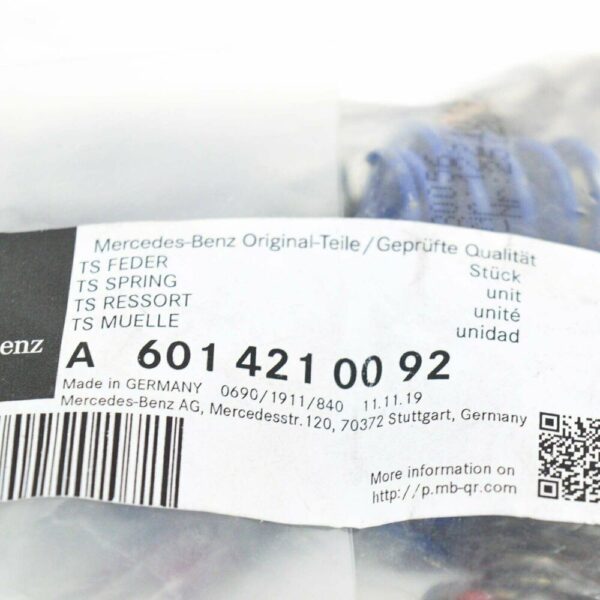 Mercedes-Benz Original-Teile/Geprüfte Qualität
TS FEDER Stück
TS SPRING unit
TS RESSORT unité
TS MUELLE unidad
enz
A 601 421 00 92
Made in GERMANY 0690/1911/840 11.11.19
Mercedes-Benz AG, Mercedesstr.120, 70372 Stuttgart, Germany
More information on
http://p.mb-qr.com